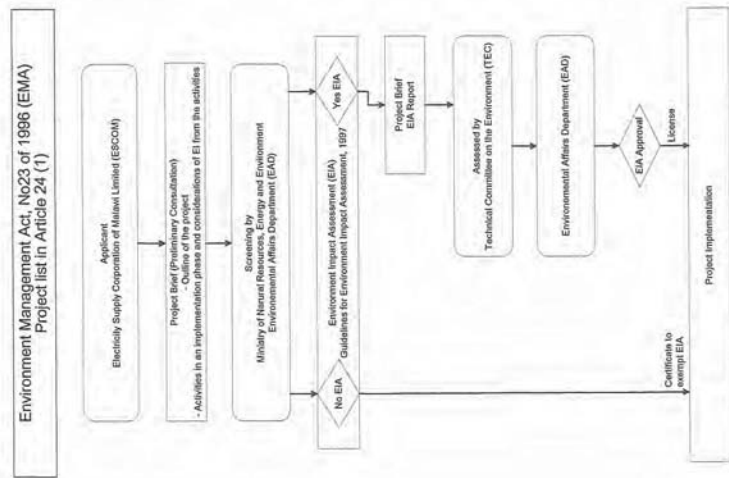 Environment Management Act, No23 of 1996 (EMA)
Project list in Article 24 (1)
Applicant
Electricity Supply Corporation of Malawi Limited (ESCOM)
Project Brief (Preliminary Consultation)
- Outline of the project
- Activities in an implementation phase and considerations of EI from the activities
Screening by
Ministry of Narural Resources, Energy and Environment
Environemental Affairs Department (EAD)
Environment Impact Assessment (EIA)
Guidelines for Environment Impact Assessment, 1997
No EIA
Yes EIA
Project Brief
EIA Report
Assessed by
Technical Committee on the Environment (TEC)
Environemental Affairs Department (EAD)
EIA Approval
Certificate to
exempt EIA
License
Project Implementation